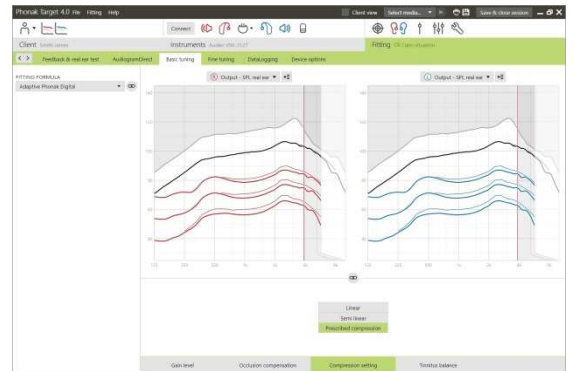 Phonak Target 4.0 File Fitting Help
Client view Select media... Save & close session
Connect
Client Instruments Fitting
Feedback & real ear test AudiogramDirect Basic tuning Fine tuning DataLogging Device options
FITTING FORMULA
Adaptive Phonak Digital
R Output - SPL real ear
L Output - SPL real ear
Linear
Semi linear
Prescribed compression
Gain level Occlusion compensation Compression setting Tinnitus balance